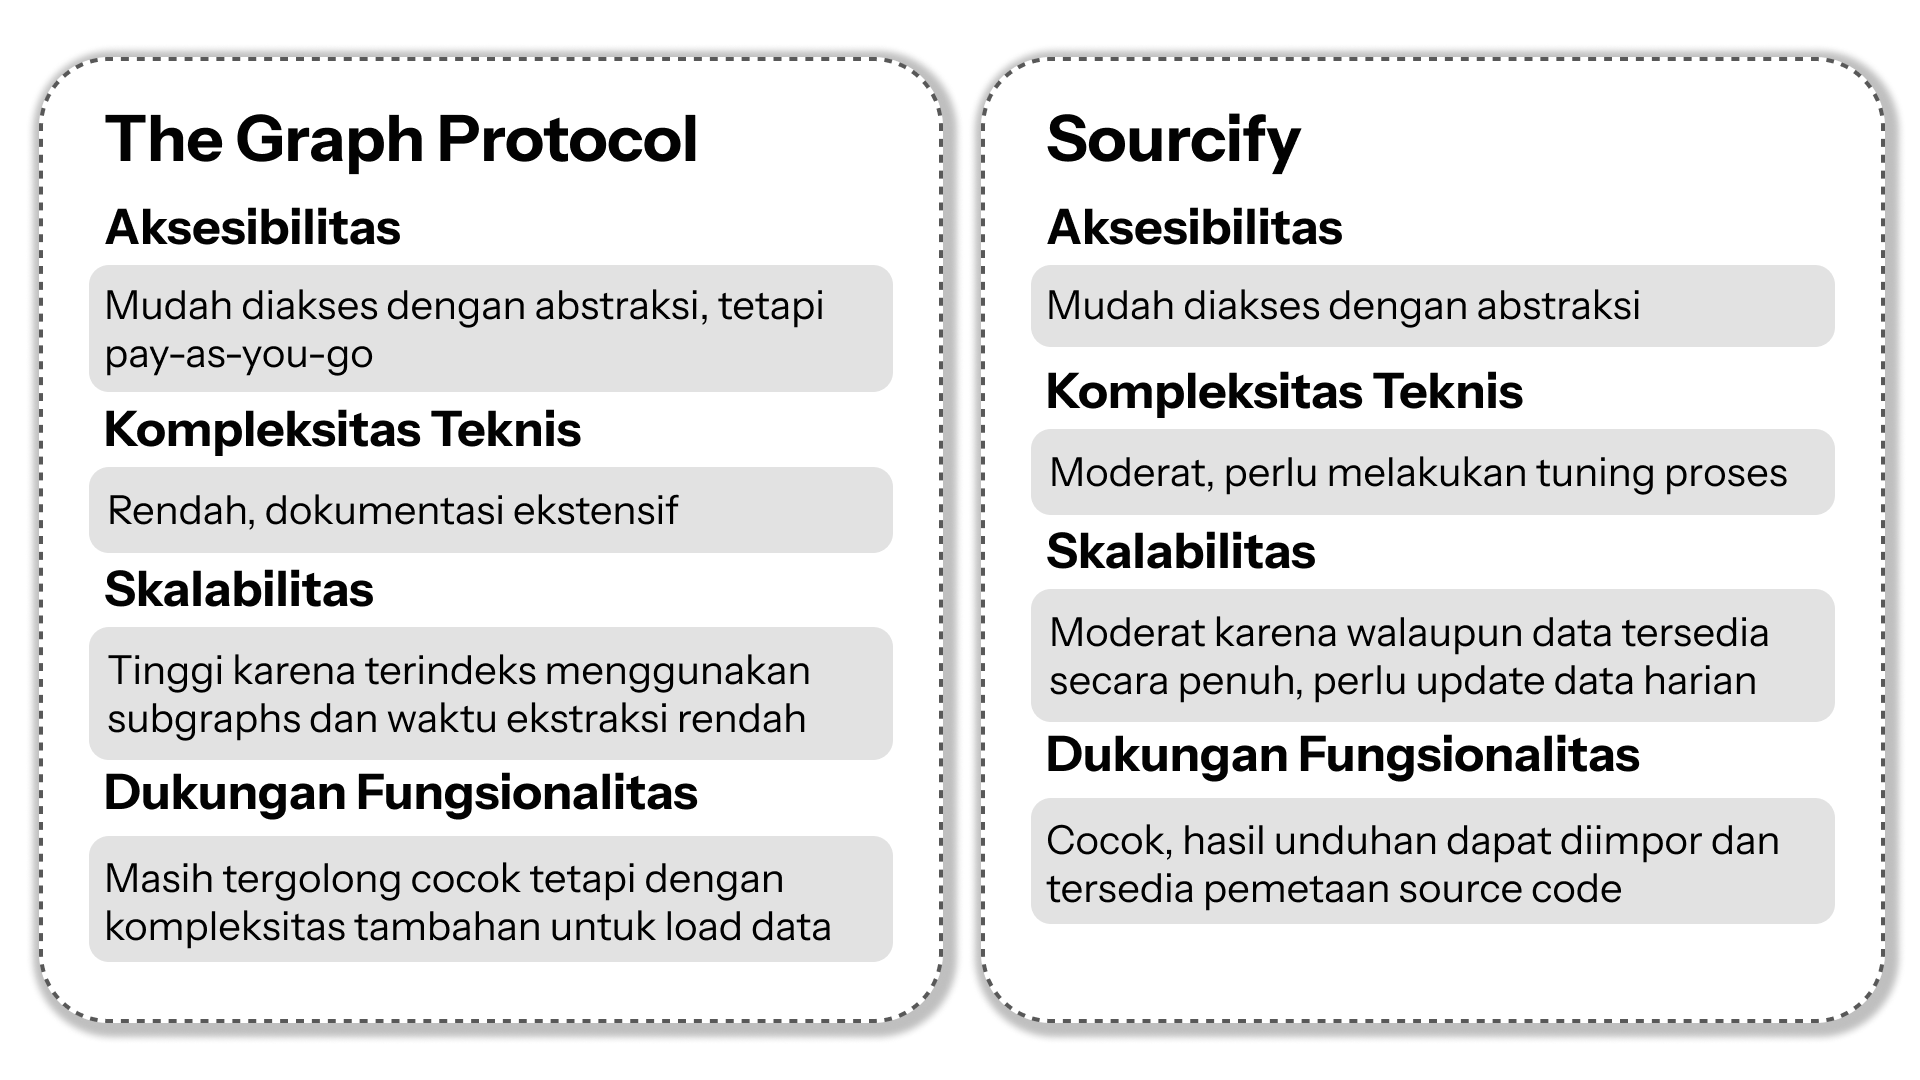 The Graph Protocol
Aksesibilitas
Mudah diakses dengan abstraksi, tetapi
pay-as-you-go
Kompleksitas Teknis
Rendah, dokumentasi ekstensif
Skalabilitas
Tinggi karena terindeks menggunakan
subgraphs dan waktu ekstraksi rendah
Dukungan Fungsionalitas
Masih tergolong cocok tetapi dengan
kompleksitas tambahan untuk load data
Sourcify
Aksesibilitas
Mudah diakses dengan abstraksi
Kompleksitas Teknis
Moderat, perlu melakukan tuning proses
Skalabilitas
Moderat karena walaupun data tersedia
secara penuh, perlu update data harian
Dukungan Fungsionalitas
Cocok, hasil unduhan dapat diimpor dan
tersedia pemetaan source code